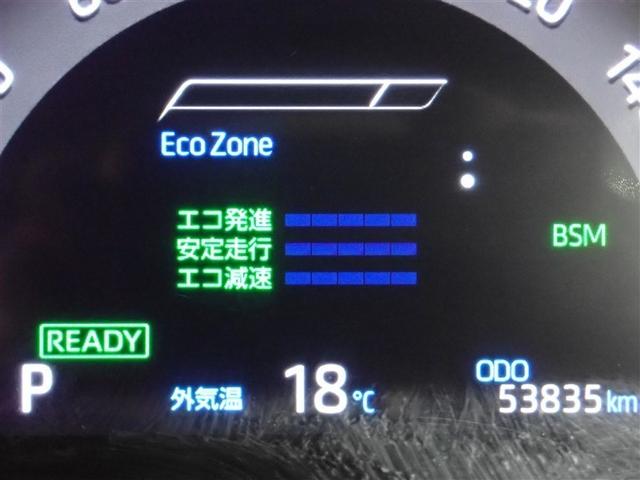 Eco Zone
エコ発進
安定走行
エコ減速
BSM
READY
P
外気温 18℃
ODO
53835km